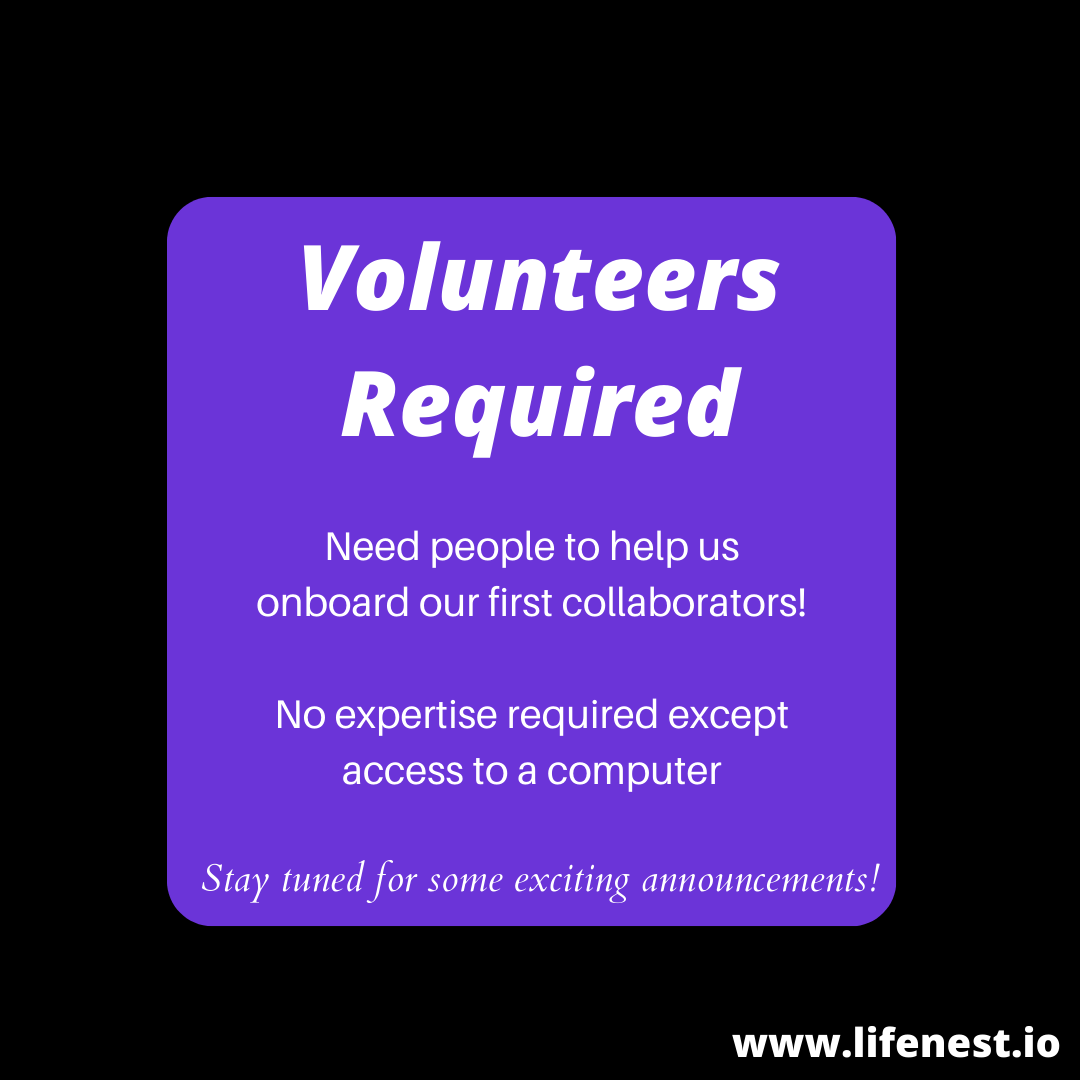 Volunteers
Required
Need people to help us
onboard our first collaborators!
No expertise required except
access to a computer
Stay tuned for some exciting announcements!
www.lifenest.io